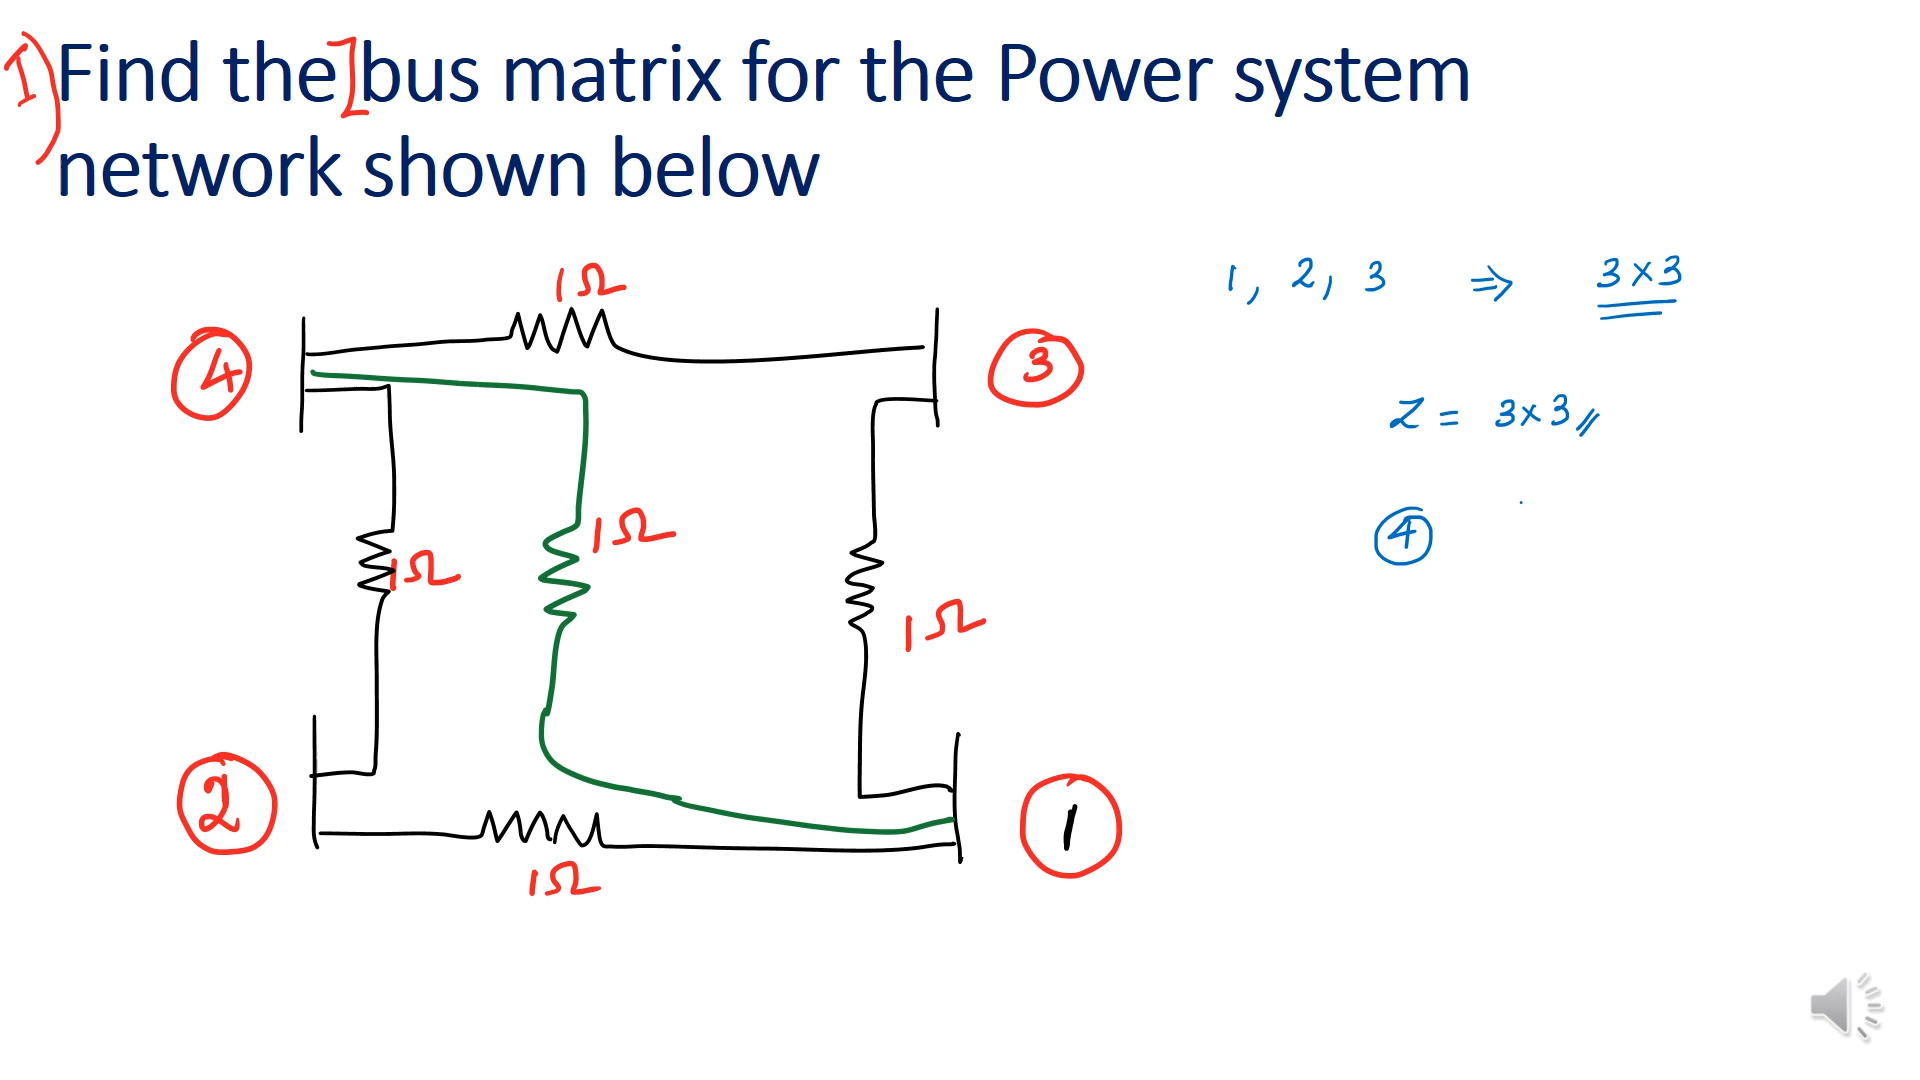 I) Find the Z bus matrix for the Power system
network shown below
1Ω
1, 2, 3 ⇒ 3×3
4
3
Z = 3×3
1Ω
4
1Ω
1Ω
2
1
1Ω